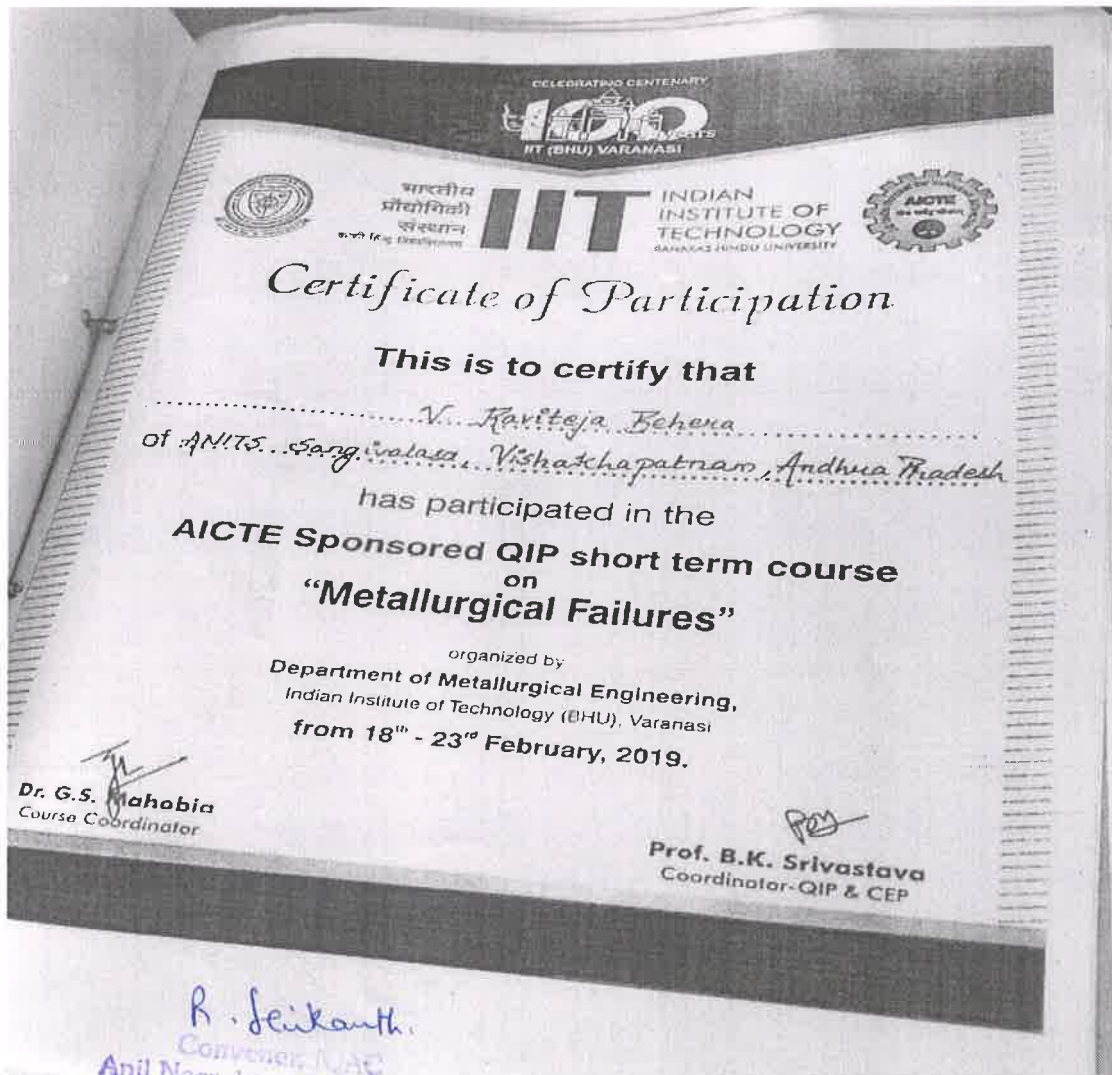 CELEBRATING CENTENARY
100
IIT (BHU) VARANASI
भारतीय
प्रौद्योगिकी
संस्थान
IIT
INDIAN
INSTITUTE OF
TECHNOLOGY
BANARAS HINDU UNIVERSITY
AICTE
Certificate of Participation
This is to certify that
V. Raviteja Behera
of ANITS Sangivalasa, Vishakhapatnam, Andhra Pradesh
has participated in the
AICTE Sponsored QIP short term course
on
“Metallurgical Failures”
organized by
Department of Metallurgical Engineering,
Indian Institute of Technology (BHU), Varanasi
from 18th - 23rd February, 2019.
Dr. G.S. Mahobia
Course Coordinator
Prof. B.K. Srivastava
Coordinator-QIP & CEP
R. Srikanth.
Convener,
Anil